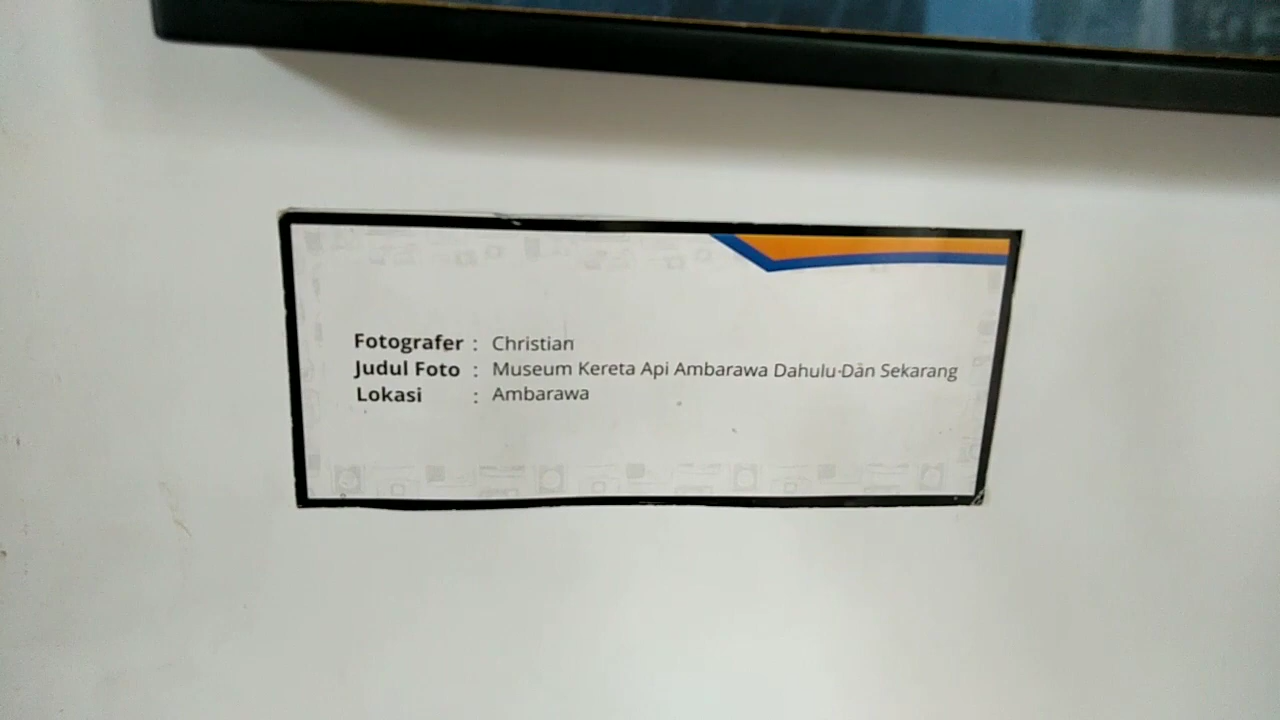 Fotografer : Christian
Judul Foto : Museum Kereta Api Ambarawa Dahulu Dan Sekarang
Lokasi : Ambarawa